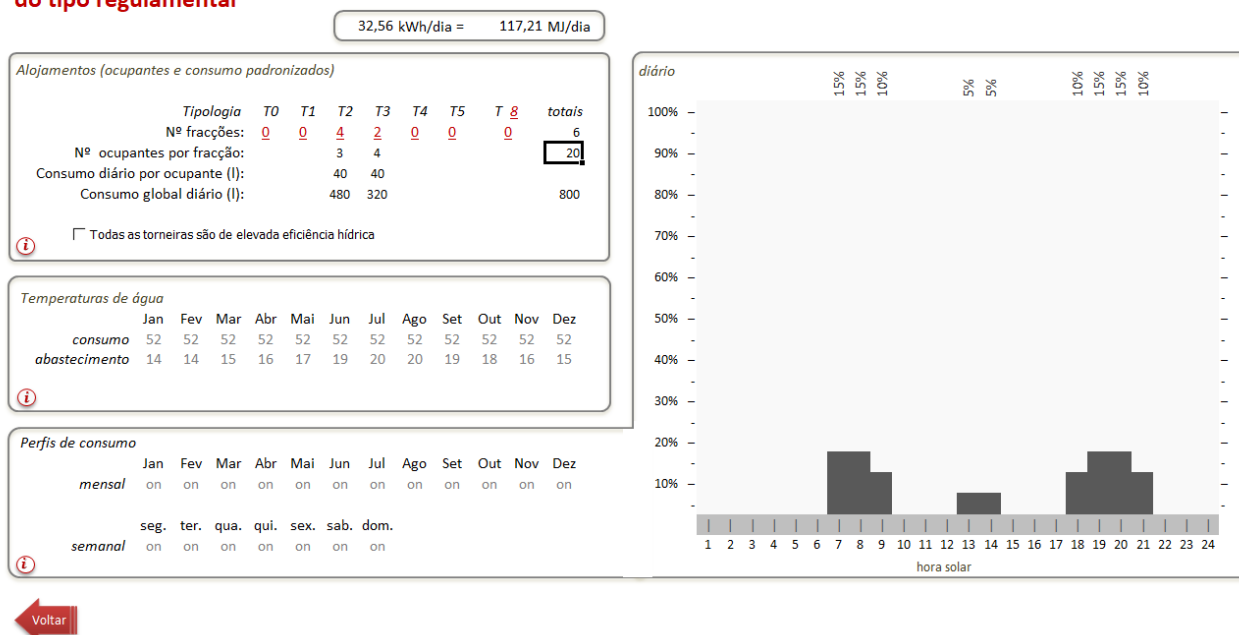 do tipo regulamentar
32,56 kWh/dia = 117,21 MJ/dia
Alojamentos (ocupantes e consumo padronizados)
Tipologia T0 T1 T2 T3 T4 T5 T 8 totais
Nº fracções: 0 0 4 2 0 0 0 6
Nº ocupantes por fracção: 3 4 20
Consumo diário por ocupante (l): 40 40
Consumo global diário (l): 480 320 800
Todas as torneiras são de elevada eficiência hídrica
i
Temperaturas de água
Jan Fev Mar Abr Mai Jun Jul Ago Set Out Nov Dez
consumo 52 52 52 52 52 52 52 52 52 52 52 52
abastecimento 14 14 15 16 17 19 20 20 19 18 16 15
i
Perfis de consumo
Jan Fev Mar Abr Mai Jun Jul Ago Set Out Nov Dez
mensal on on on on on on on on on on on on
seg. ter. qua. qui. sex. sab. dom.
semanal on on on on on on on
i
Voltar
diário
15% 15% 10% 5% 5% 10% 15% 15% 10%
100%
90%
80%
70%
60%
50%
40%
30%
20%
10%
1 2 3 4 5 6 7 8 9 10 11 12 13 14 15 16 17 18 19 20 21 22 23 24
hora solar